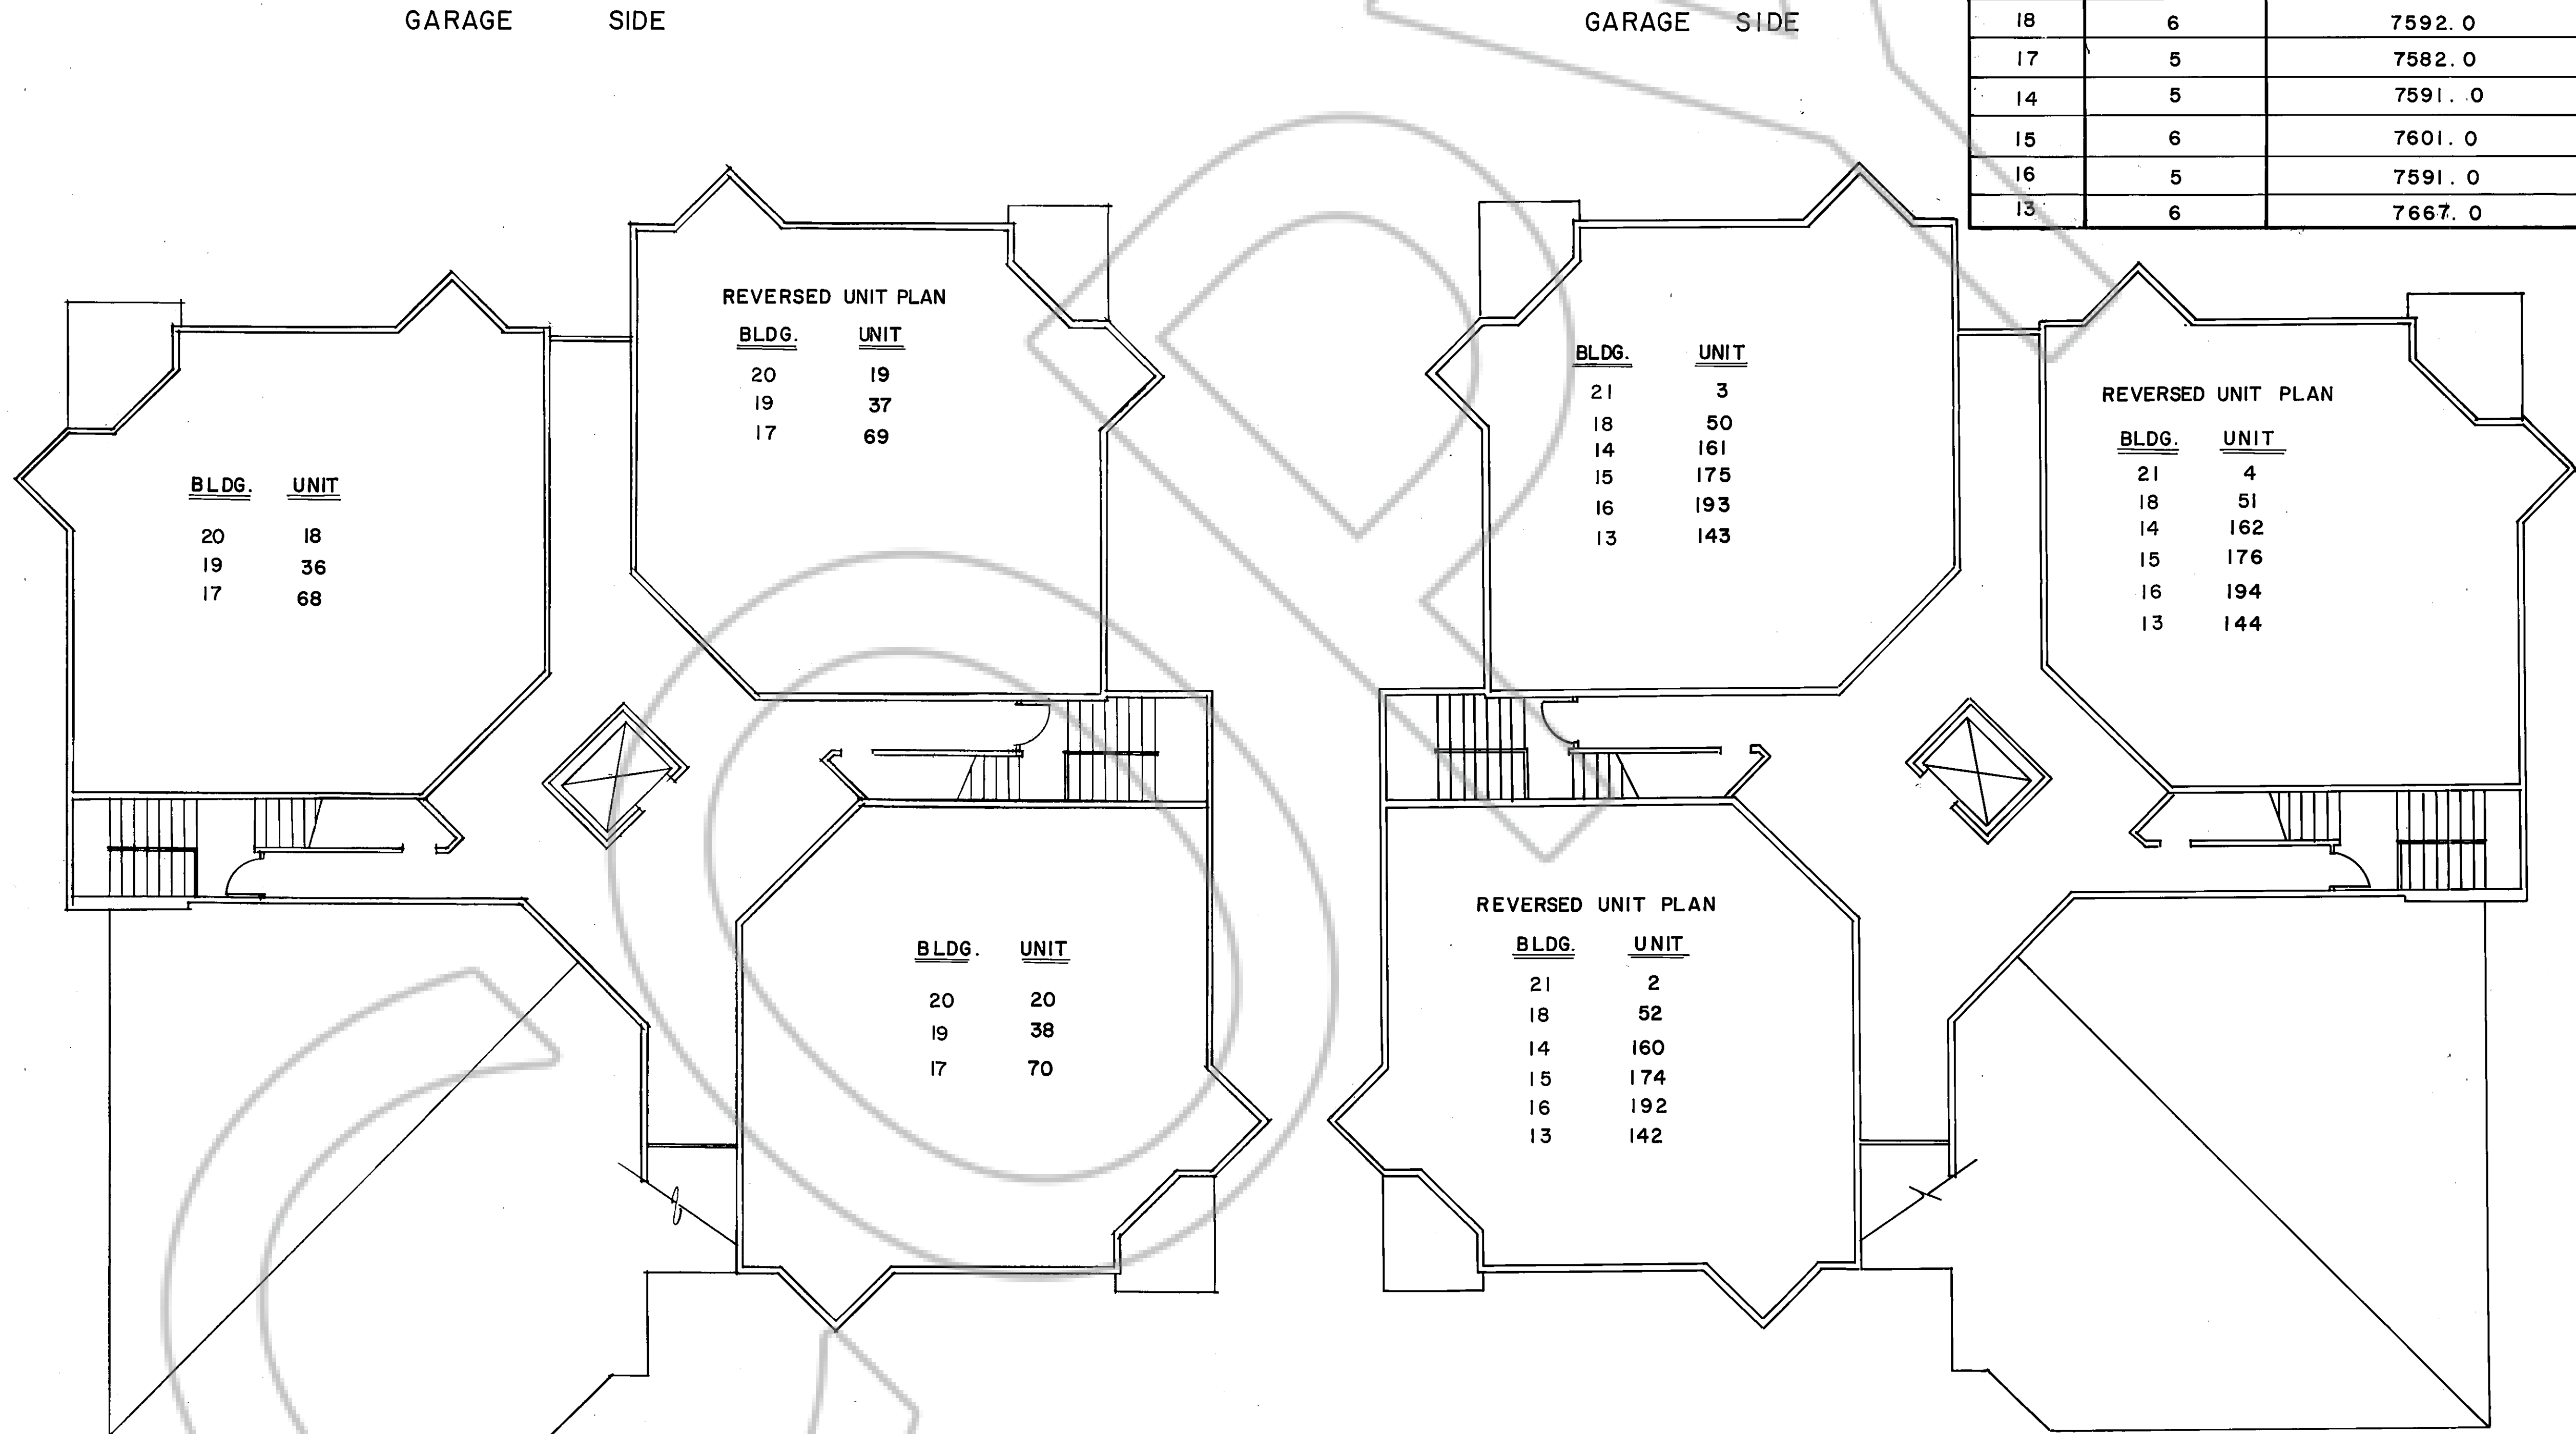 GARAGE SIDE
GARAGE SIDE
18 6 7592.0
17 5 7582.0
14 5 7591.0
15 6 7601.0
16 5 7591.0
13 6 7667.0
REVERSED UNIT PLAN
BLDG. UNIT
20 19
19 37
17 69
BLDG. UNIT
20 18
19 36
17 68
BLDG. UNIT
21 3
18 50
14 161
15 175
16 193
13 143
REVERSED UNIT PLAN
BLDG. UNIT
21 4
18 51
14 162
15 176
16 194
13 144
BLDG. UNIT
20 20
19 38
17 70
REVERSED UNIT PLAN
BLDG. UNIT
21 2
18 52
14 160
15 174
16 192
13 142